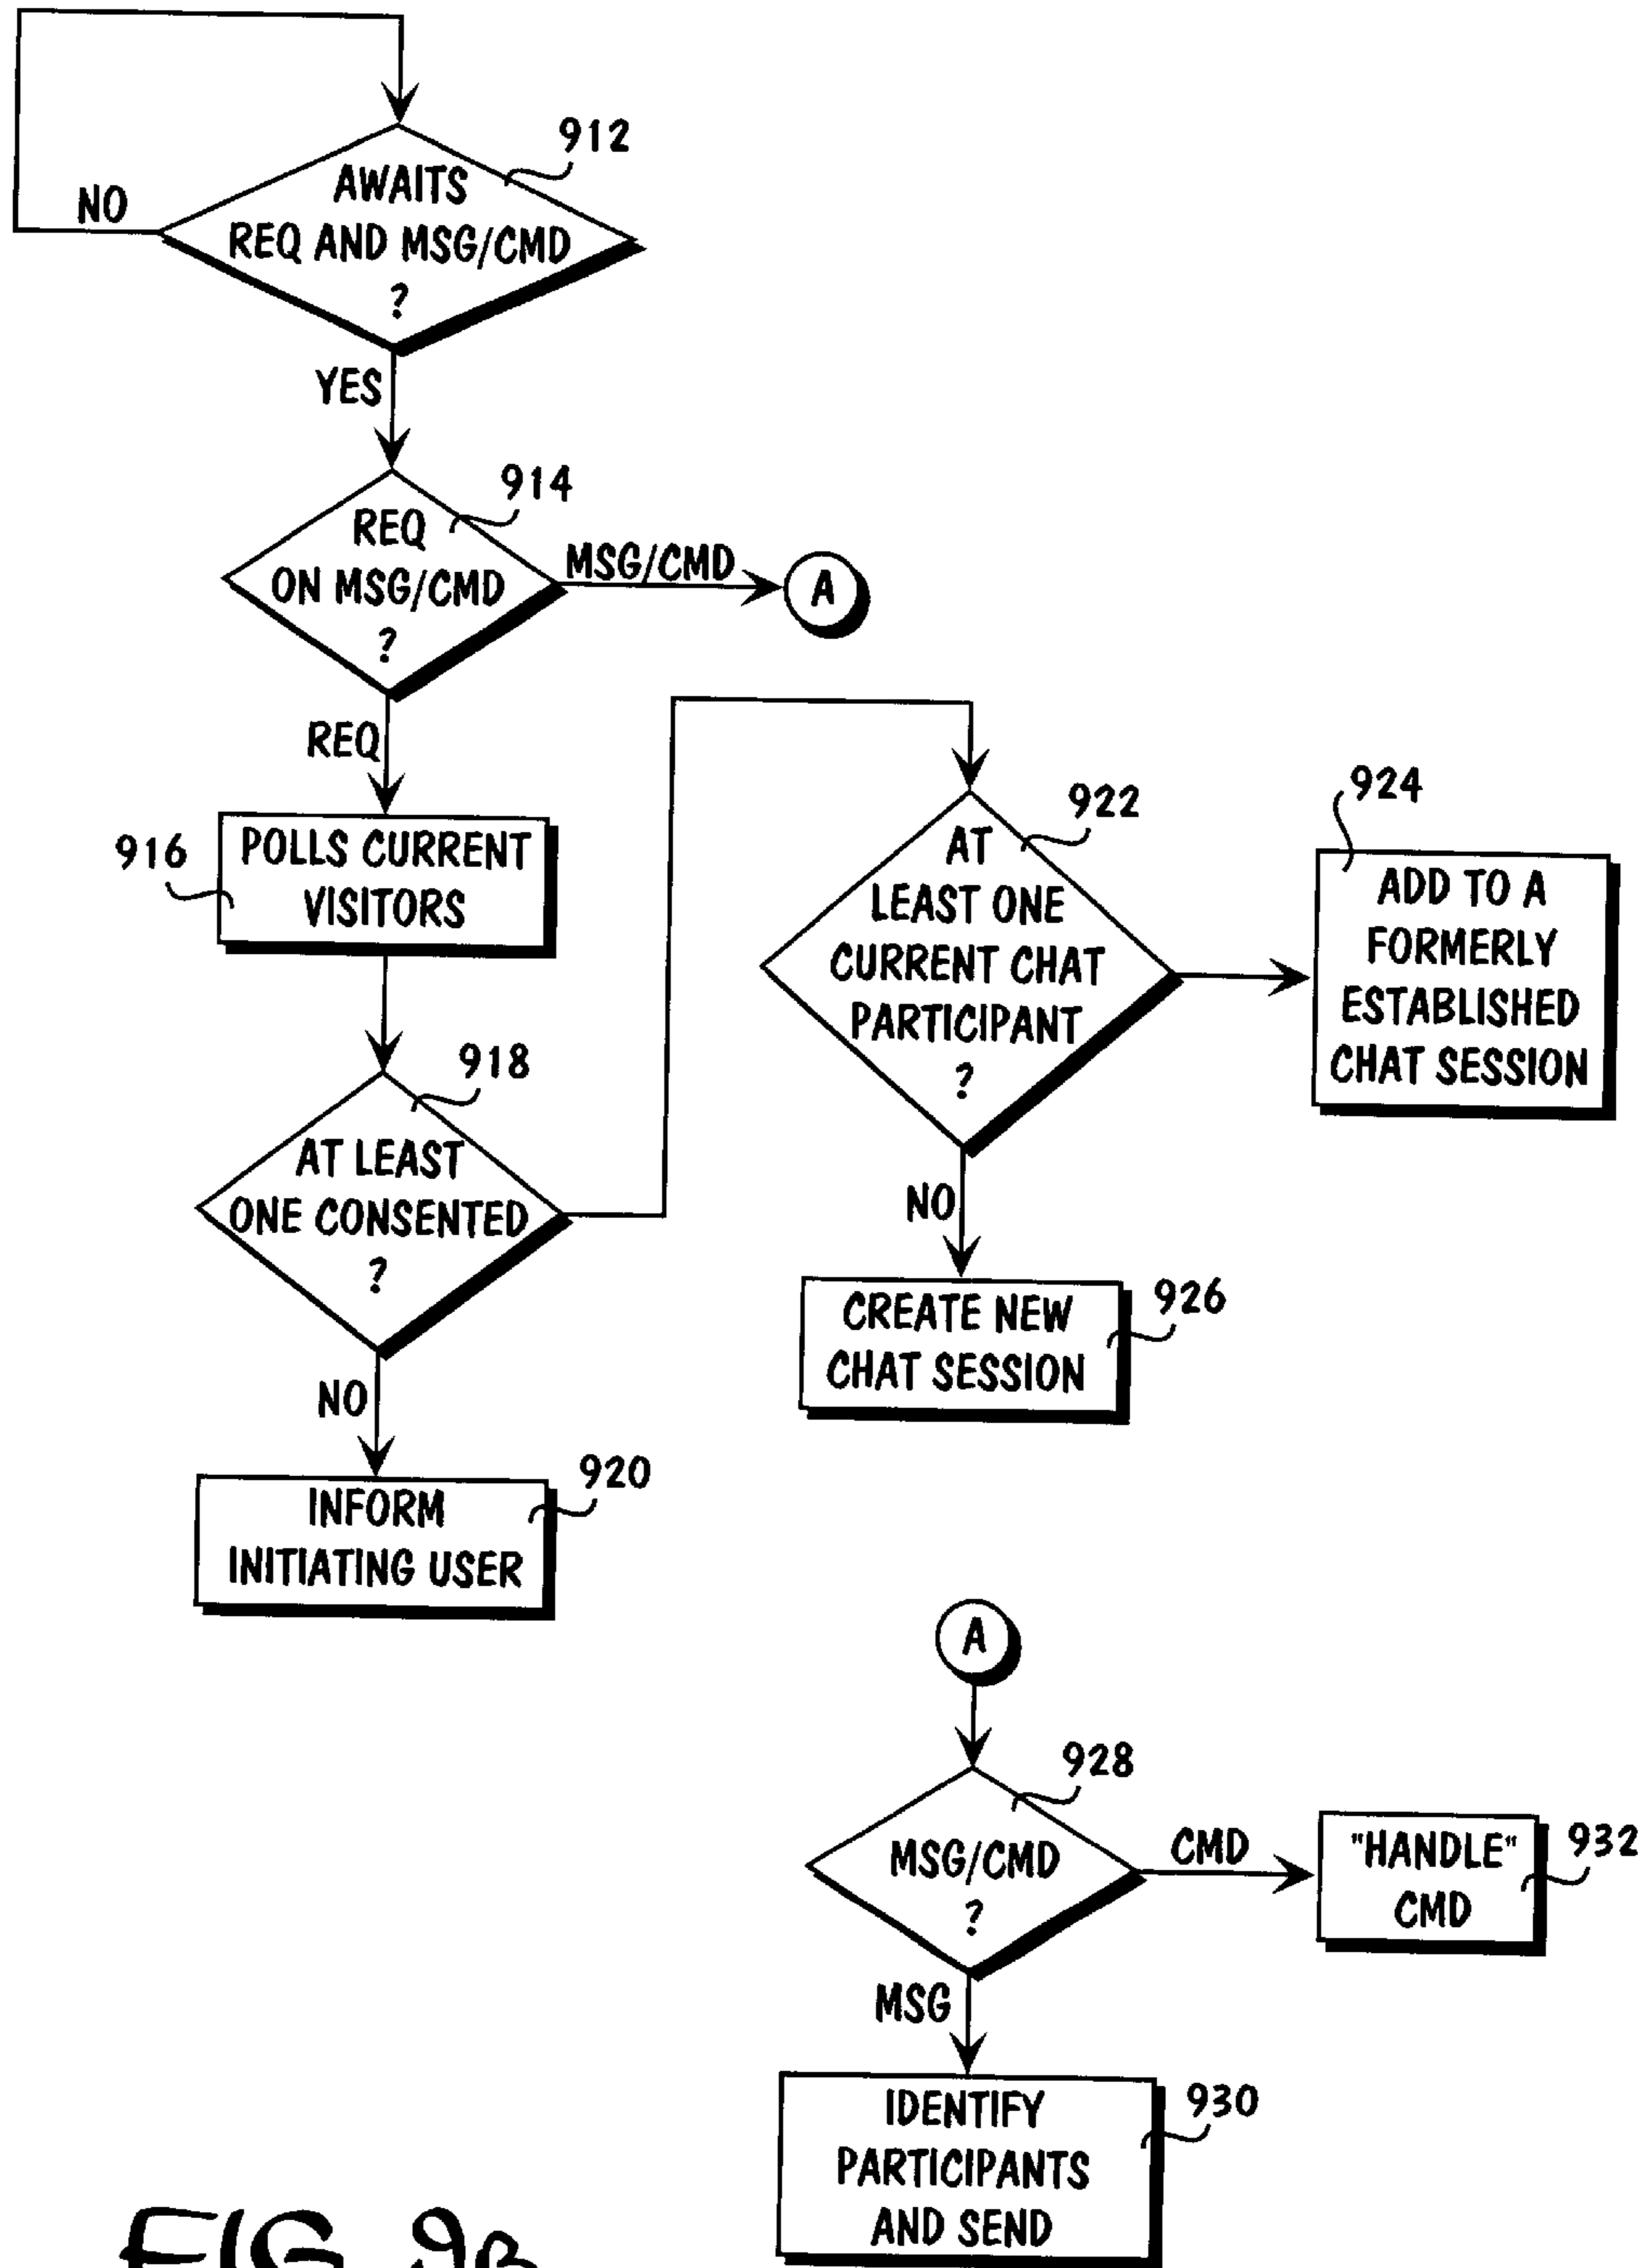 912
AWAITS
REQ AND MSG/CMD
?
NO
YES
914
REQ
ON MSG/CMD
?
MSG/CMD
A
REQ
916
POLLS CURRENT
VISITORS
918
AT LEAST
ONE CONSENTED
?
NO
920
INFORM
INITIATING USER
922
AT
LEAST ONE
CURRENT CHAT
PARTICIPANT
?
924
ADD TO A
FORMERLY
ESTABLISHED
CHAT SESSION
NO
926
CREATE NEW
CHAT SESSION
A
928
MSG/CMD
?
CMD
"HANDLE"
CMD
932
MSG
930
IDENTIFY
PARTICIPANTS
AND SEND
FIG 9B